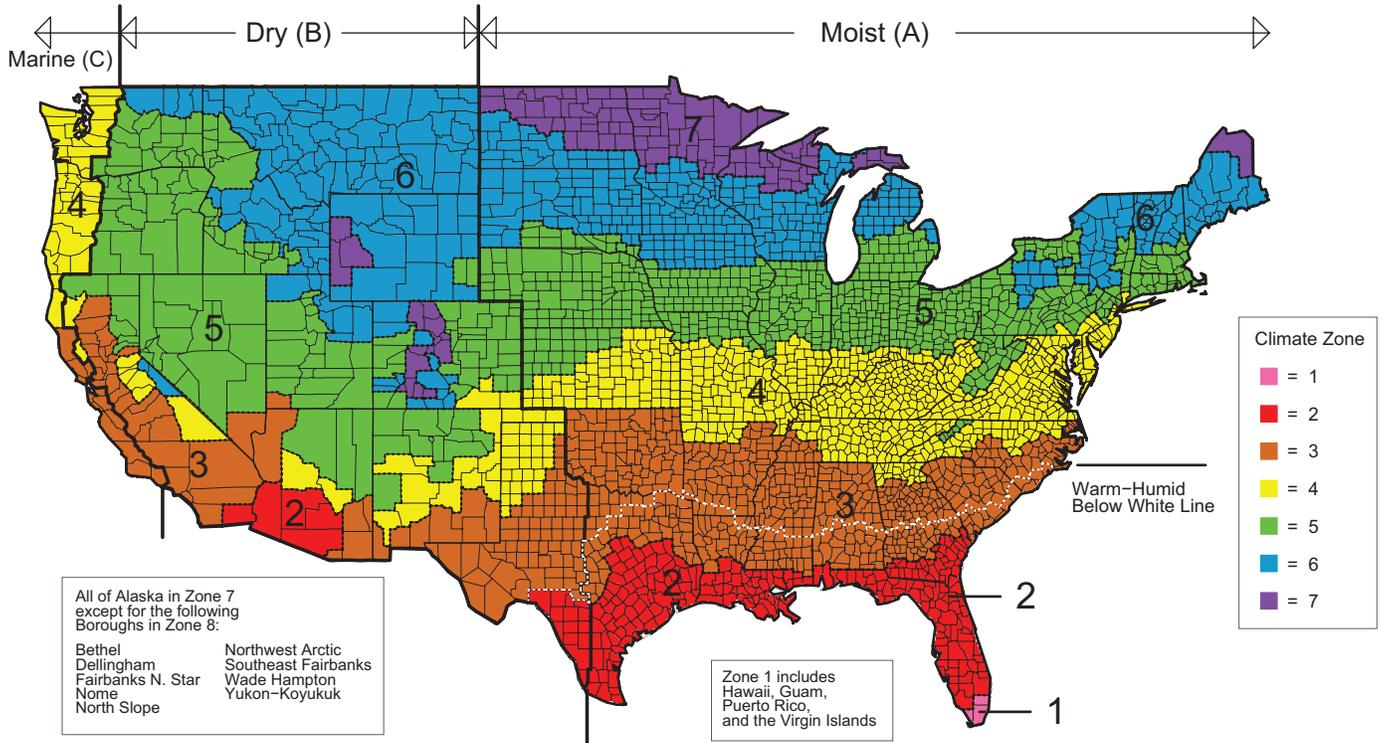 Dry (B)
Moist (A)
Marine (C)
7
6
4
6
5
5
4
3
3
2
2
2
1
Warm−Humid
Below White Line
Climate Zone
= 1
= 2
= 3
= 4
= 5
= 6
= 7
All of Alaska in Zone 7
except for the following
Boroughs in Zone 8:
Bethel
Dellingham
Fairbanks N. Star
Nome
North Slope
Northwest Arctic
Southeast Fairbanks
Wade Hampton
Yukon−Koyukuk
Zone 1 includes
Hawaii, Guam,
Puerto Rico,
and the Virgin Islands